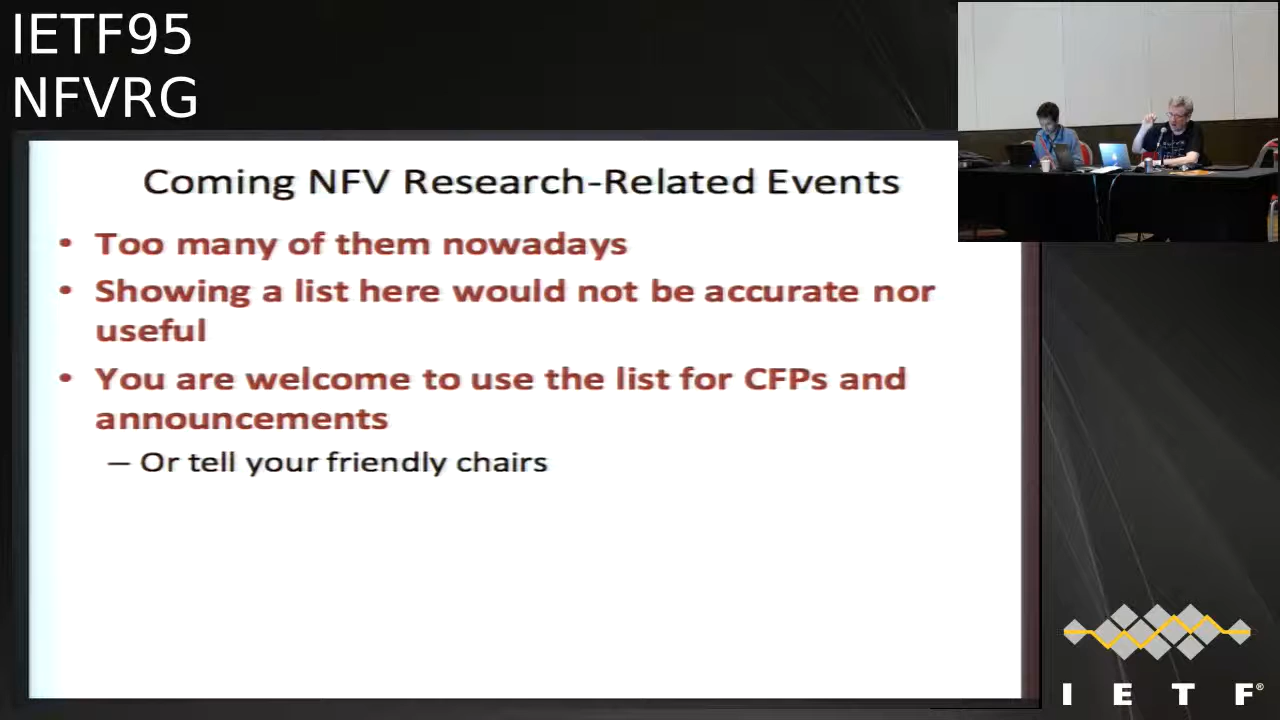 IETF95
NFVRG
Coming NFV Research-Related Events
• Too many of them nowadays
• Showing a list here would not be accurate nor
useful
• You are welcome to use the list for CFPs and
announcements
– Or tell your friendly chairs
I E T F®